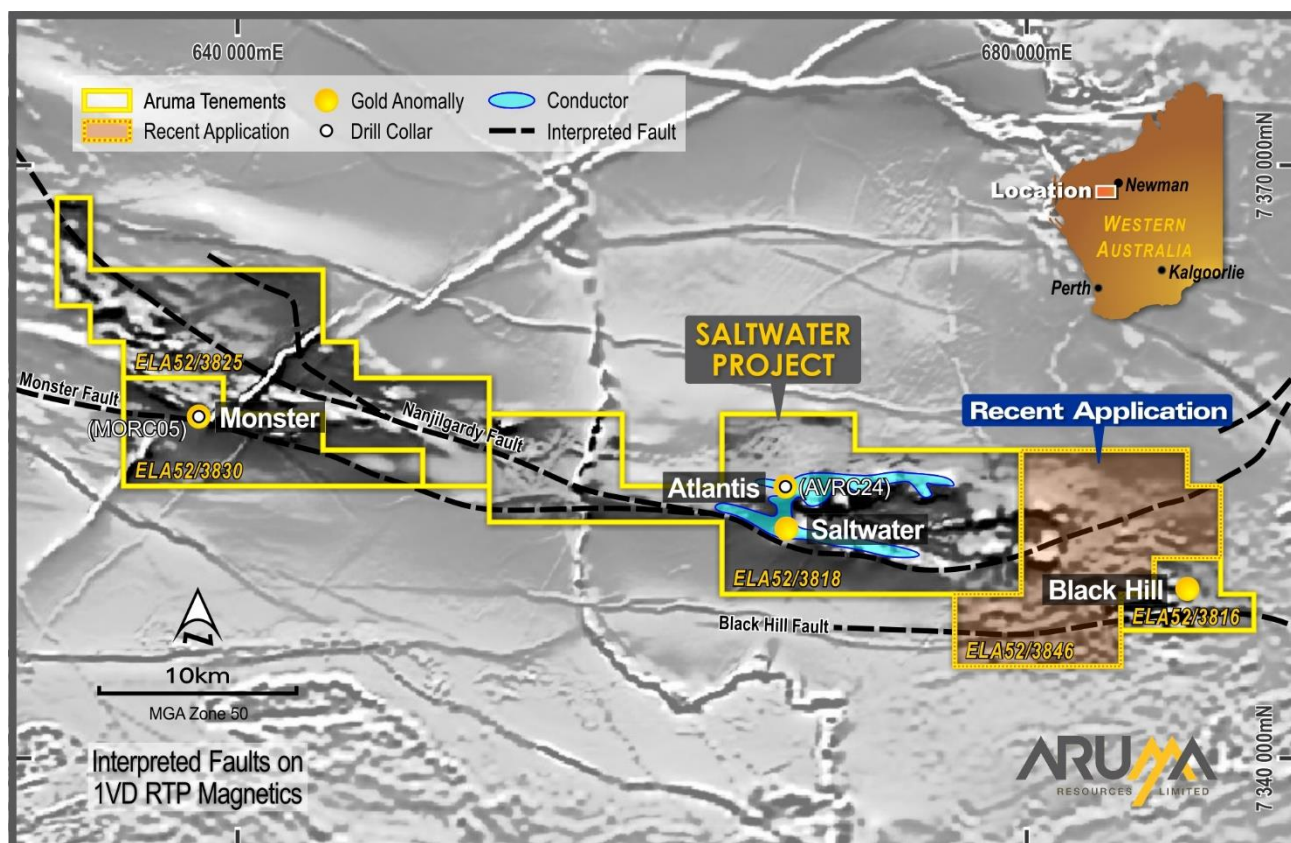 640 000mE
680 000mE
Aruma Tenements
Gold Anomally
Conductor
Recent Application
Drill Collar
Interpreted Fault
7 370 000mN
Location
Newman
WESTERN
AUSTRALIA
Kalgoorlie
Perth
SALTWATER
PROJECT
ELA52/3825
Monster Fault
Nanjilgardy Fault
Recent Application
(MORC05)
Monster
ELA52/3830
Atlantis
(AVRC24)
Saltwater
ELA52/3818
Black Hill
ELA52/3816
Black Hill Fault
ELA52/3846
N
10km
MGA Zone 50
Interpreted Faults on
1VD RTP Magnetics
ARUMA
RESOURCES LIMITED
7 340 000mN